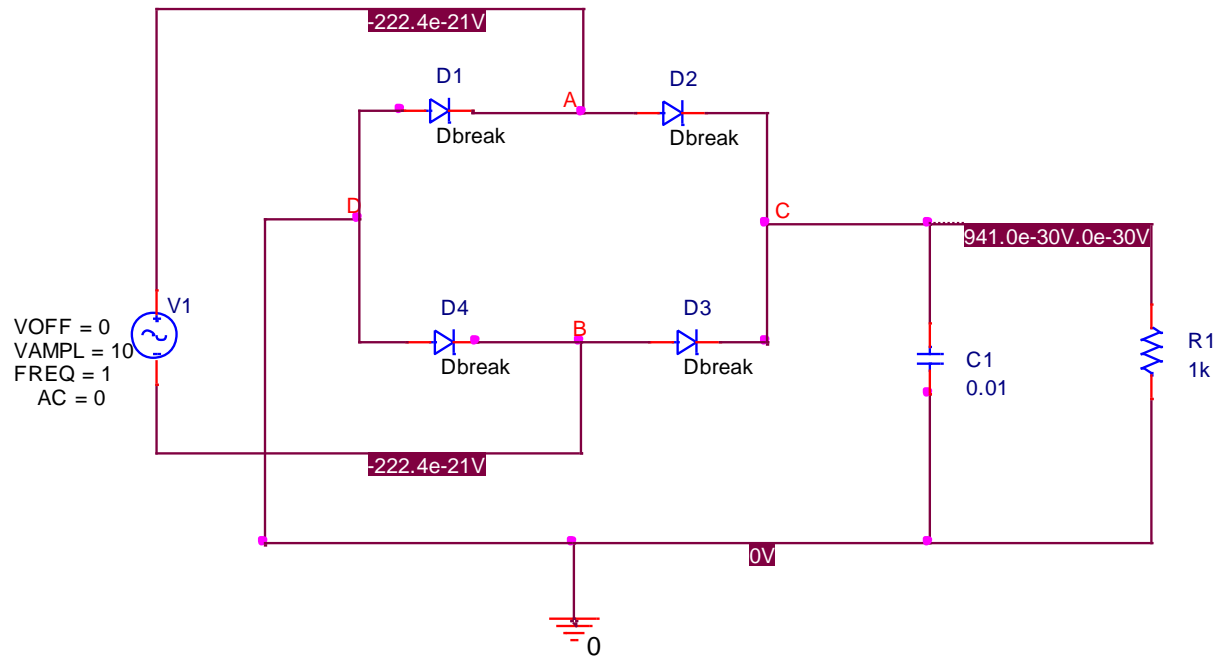 -222.4e-21V
D1
D2
A
Dbreak
Dbreak
D
C
941.0e-30V.0e-30V
V1
D4
D3
B
VOFF = 0
VAMPL = 10
FREQ = 1
AC = 0
Dbreak
Dbreak
C1
0.01
R1
1k
-222.4e-21V
0V
0